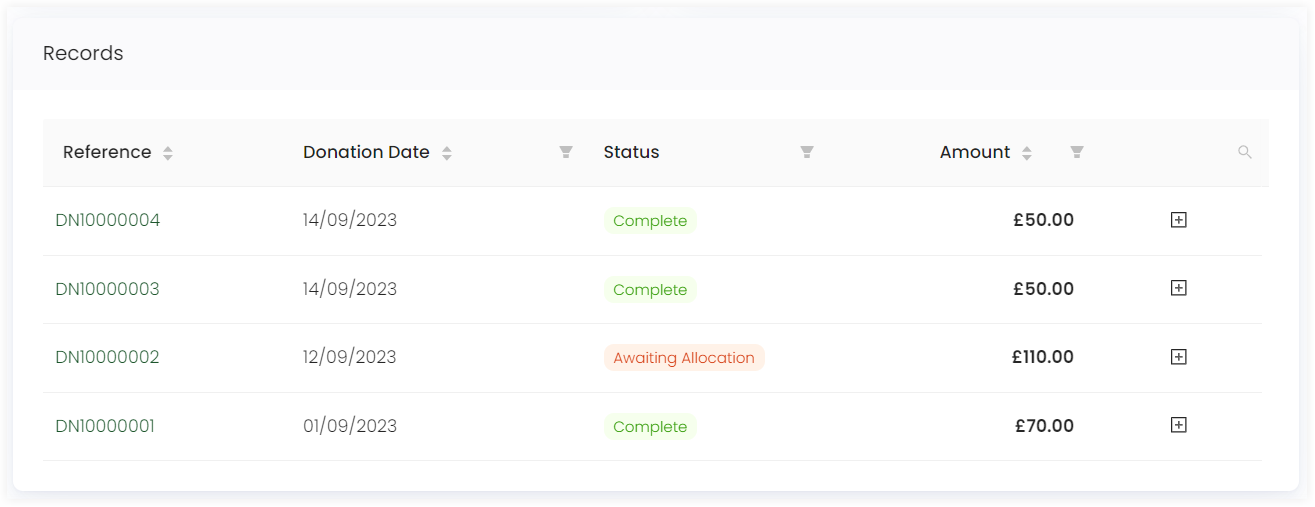 Records
Reference Donation Date Status Amount
DN10000004 14/09/2023 Complete £50.00
DN10000003 14/09/2023 Complete £50.00
DN10000002 12/09/2023 Awaiting Allocation £110.00
DN10000001 01/09/2023 Complete £70.00